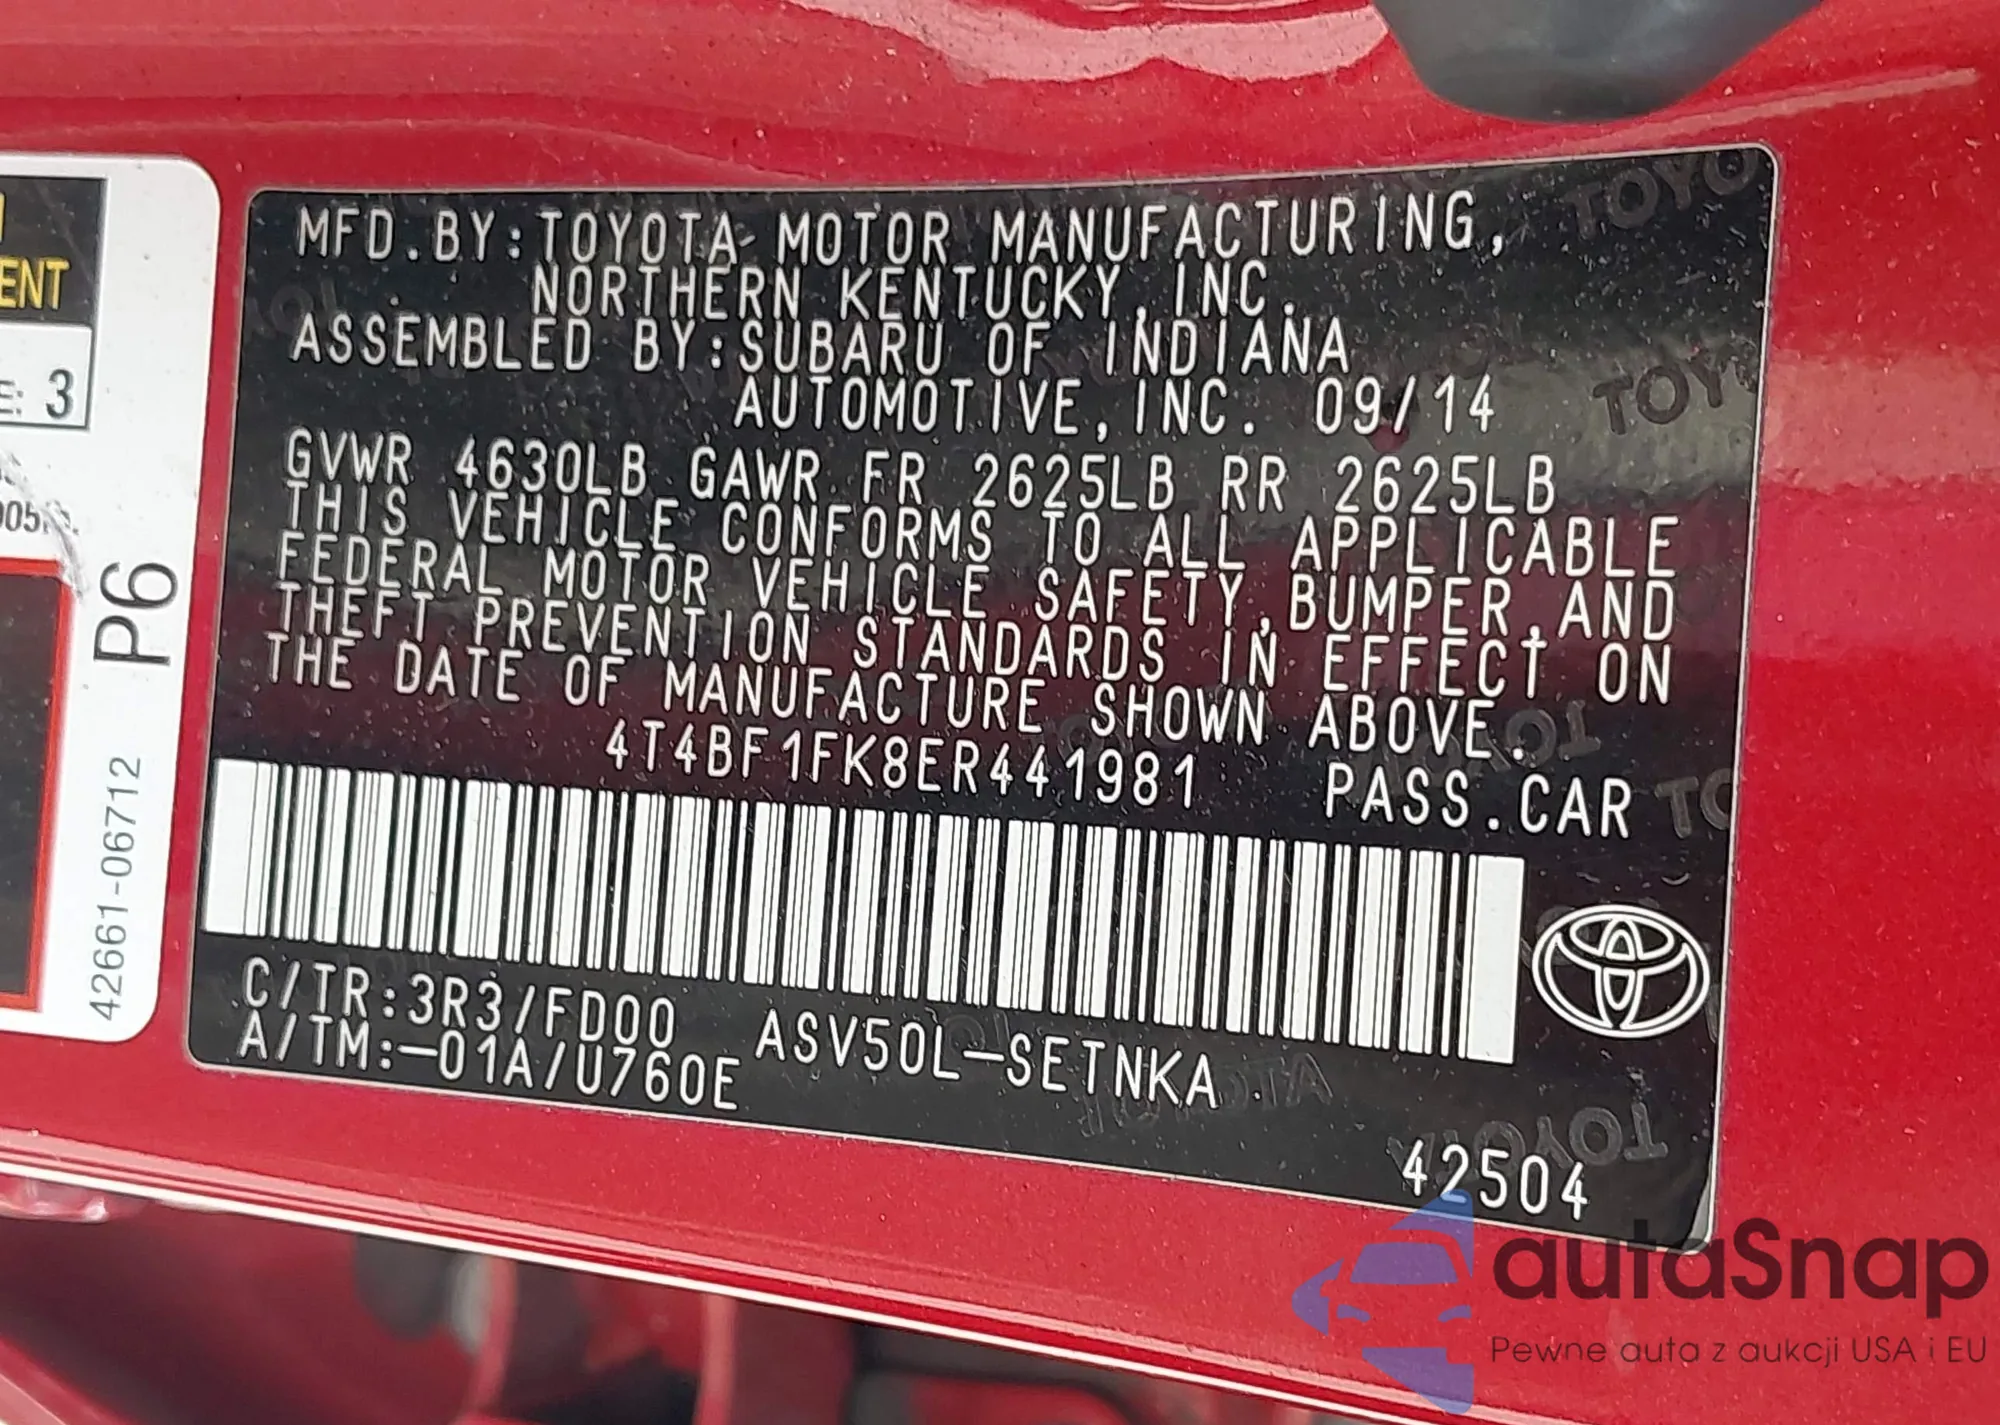 MFD.BY:TOYOTA MOTOR MANUFACTURING,
NORTHERN KENTUCKY,INC.
ASSEMBLED BY:SUBARU OF INDIANA
AUTOMOTIVE,INC. 09/14
GVWR 4630LB GAWR FR 2625LB RR 2625LB
THIS VEHICLE CONFORMS TO ALL APPLICABLE
FEDERAL MOTOR VEHICLE SAFETY,BUMPER,AND
THEFT PREVENTION STANDARDS IN EFFECT ON
THE DATE OF MANUFACTURE SHOWN ABOVE.
4T4BF1FK8ER441981 PASS.CAR
C/TR:3R3/FD00 ASV50L-SETNKA
A/TM:-01A/U760E
42504
ENT
E: 3
P6
42661-06712
TOYO
TOYO
autaSnap
Pewne auta z aukcji USA i EU